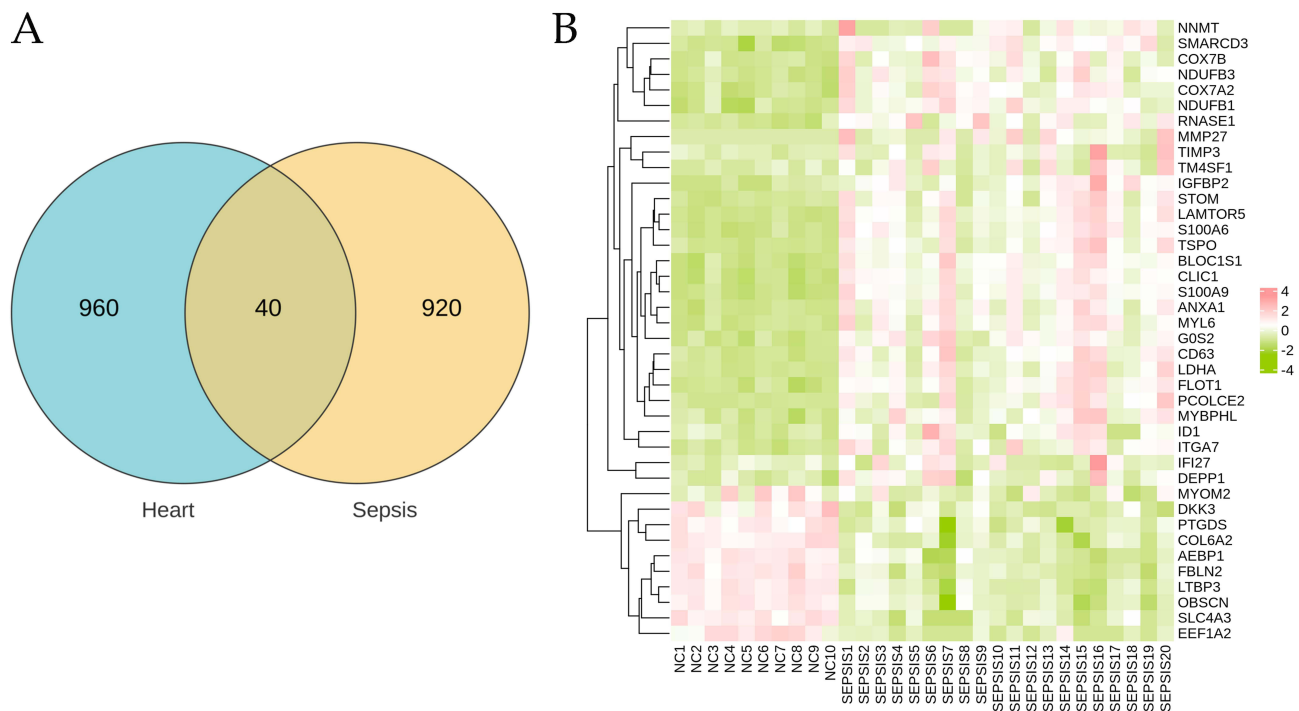 A
B
960
40
920
Heart
Sepsis
NNMT
SMARCD3
COX7B
NDUFB3
COX7A2
NDUFB1
RNASE1
MMP27
TIMP3
TM4SF1
IGFBP2
STOM
LAMTOR5
S100A6
TSPO
BLOC1S1
CLIC1
S100A9
ANXA1
MYL6
G0S2
CD63
LDHA
FLOT1
PCOLCE2
MYBPHL
ID1
ITGA7
IFI27
DEPP1
MYOM2
DKK3
PTGDS
COL6A2
AEBP1
FBLN2
LTBP3
OBSCN
SLC4A3
EEF1A2
4
2
0
-2
-4
NC1
NC2
NC3
NC4
NC5
NC6
NC7
NC8
NC9
NC10
SEPSIS1
SEPSIS2
SEPSIS3
SEPSIS4
SEPSIS5
SEPSIS6
SEPSIS7
SEPSIS8
SEPSIS9
SEPSIS10
SEPSIS11
SEPSIS12
SEPSIS13
SEPSIS14
SEPSIS15
SEPSIS16
SEPSIS17
SEPSIS18
SEPSIS19
SEPSIS20